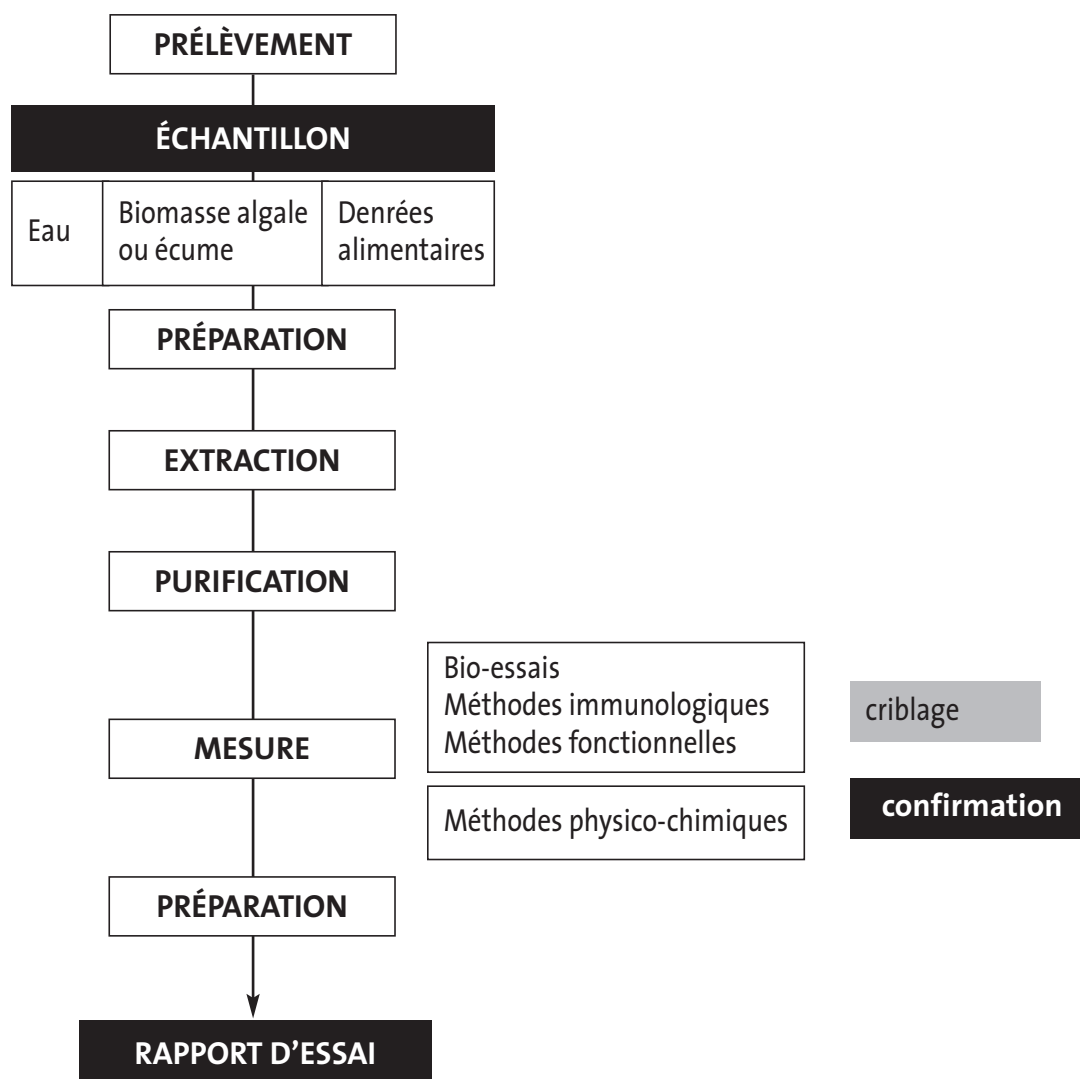 PRÉLÈVEMENT
ÉCHANTILLON
Eau
Biomasse algale
ou écume
Denrées
alimentaires
PRÉPARATION
EXTRACTION
PURIFICATION
MESURE
Bio-essais
Méthodes immunologiques
Méthodes fonctionnelles
criblage
Méthodes physico-chimiques
confirmation
PRÉPARATION
RAPPORT D’ESSAI